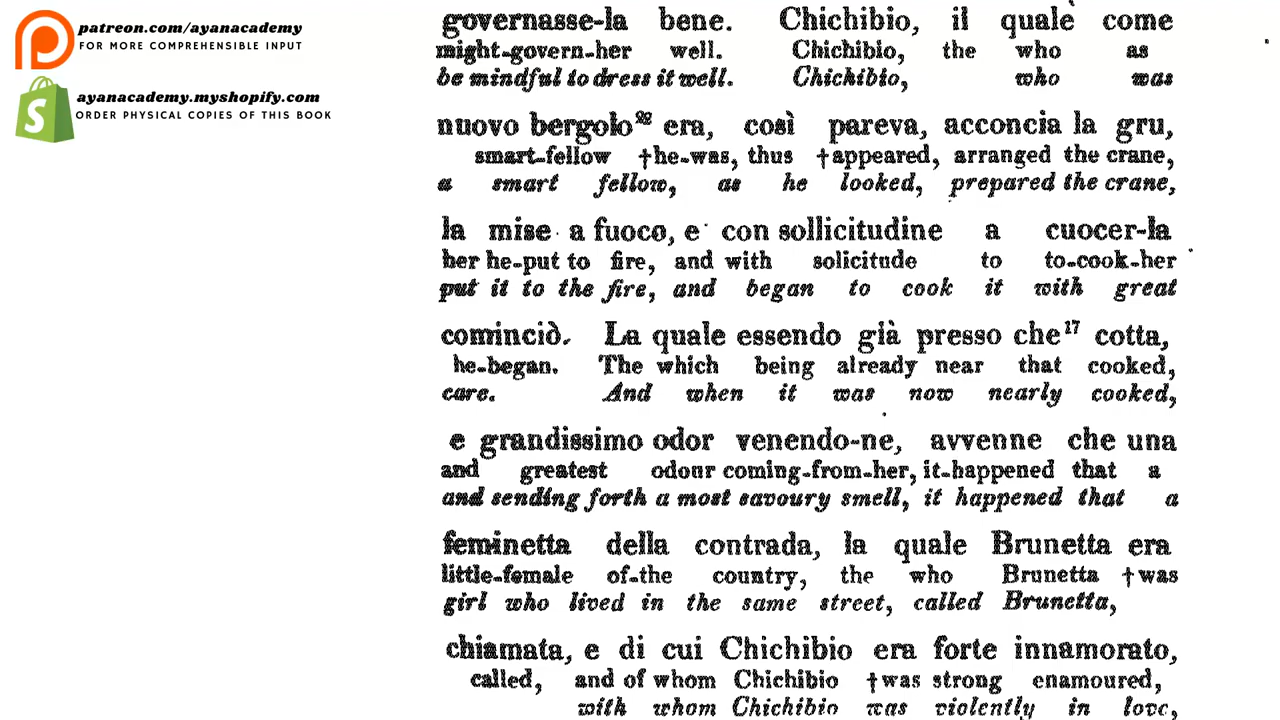 patreon.com/ayanacademy
FOR MORE COMPREHENSIBLE INPUT
ayanacademy.myshopify.com
ORDER PHYSICAL COPIES OF THIS BOOK
governasse-la bene. Chichibio, il quale come
might-govern-her well. Chichibio, the who as
be mindful to dress it well. Chichibio, who was
nuovo bergolo²² era, così pareva, acconcia la gru,
smart-fellow †he-was, thus †appeared, arranged the crane,
a smart fellow, as he looked, prepared the crane,
la mise a fuoco, e con sollicitudine a cuocer-la
her he-put to fire, and with solicitude to to-cook-her
put it to the fire, and began to cook it with great
cominciò. La quale essendo già presso che¹⁷ cotta,
he-began. The which being already near that cooked,
care. And when it was now nearly cooked,
e grandissimo odor venendo-ne, avvenne che una
and greatest odour coming-from-her, it-happened that a
and sending forth a most savoury smell, it happened that a
feminetta della contrada, la quale Brunetta era
little-female of-the country, the who Brunetta †was
girl who lived in the same street, called Brunetta,
chiamata, e di cui Chichibio era forte innamorato,
called, and of whom Chichibio †was strong enamoured,
with whom Chichibio was violently in love,